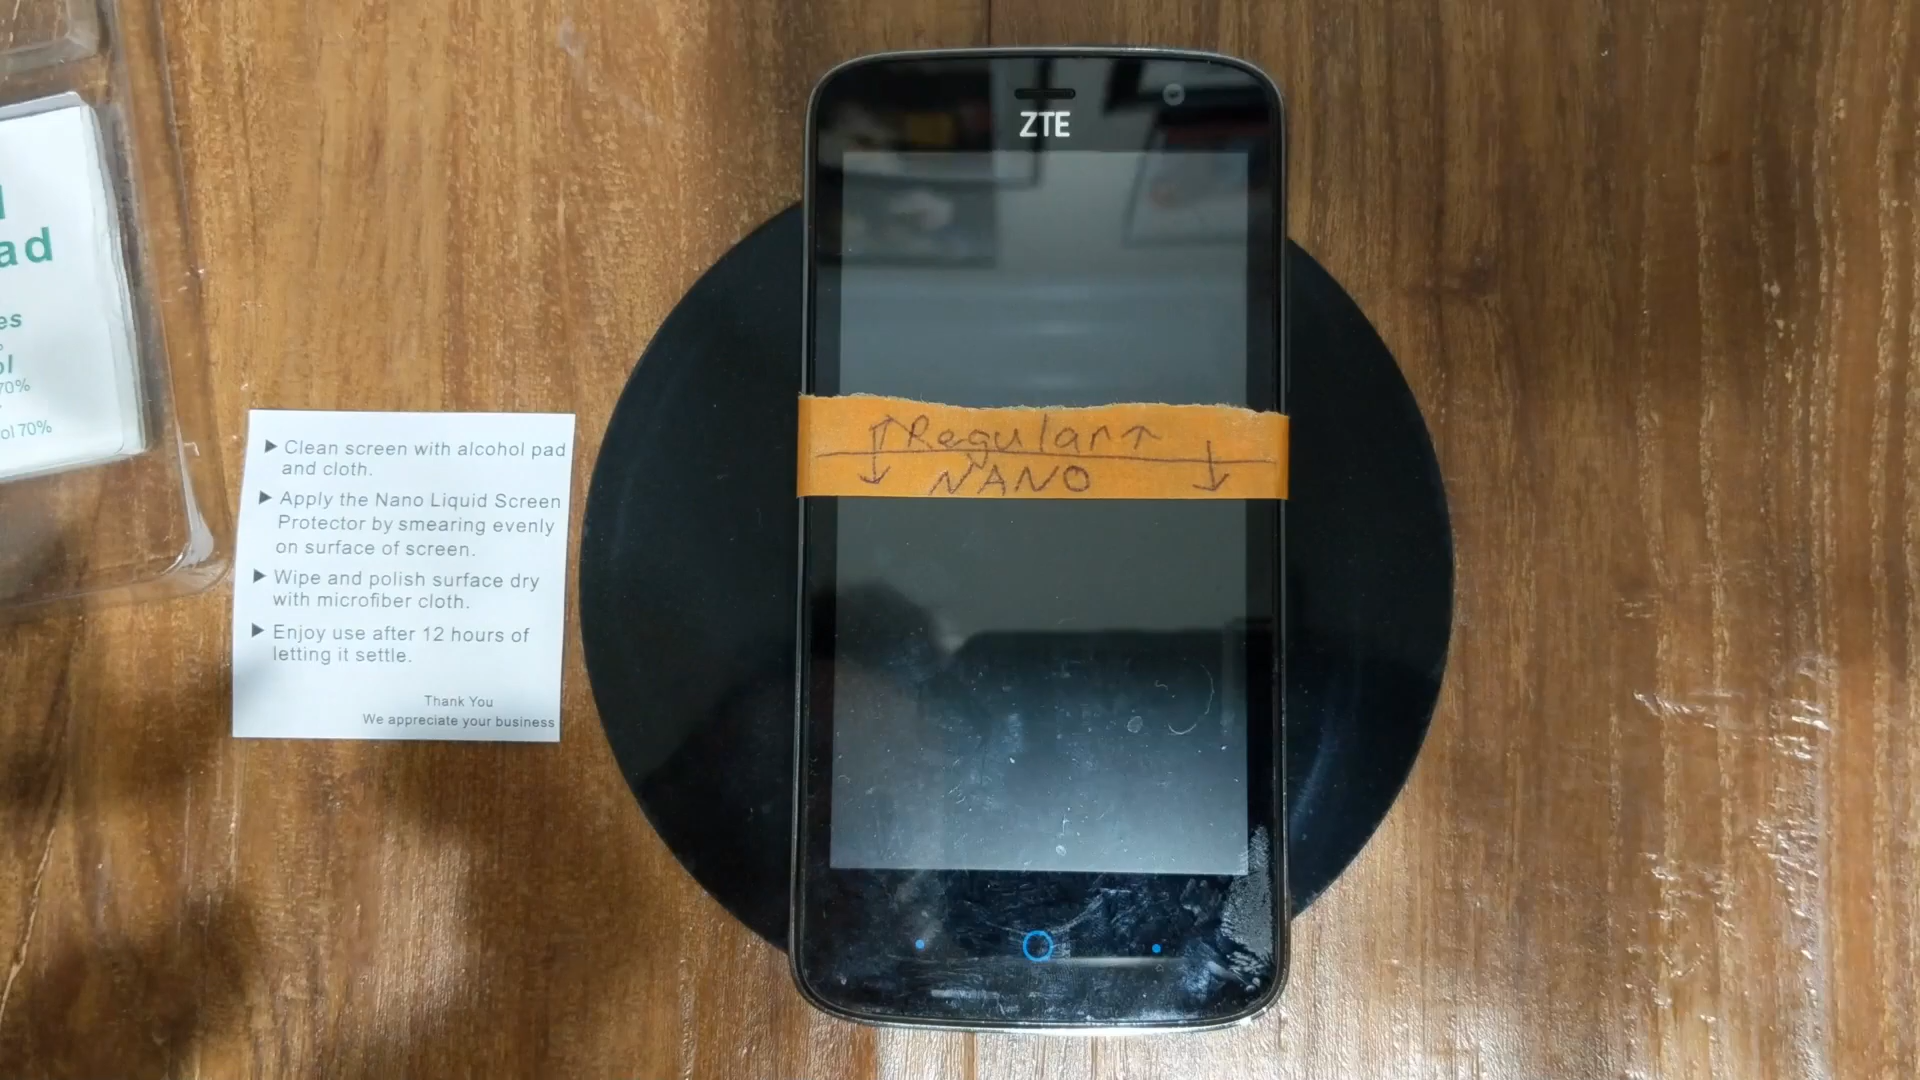 ad
es
70%
ol 70%
▶ Clean screen with alcohol pad
and cloth.
▶ Apply the Nano Liquid Screen
Protector by smearing evenly
on surface of screen.
▶ Wipe and polish surface dry
with microfiber cloth.
▶ Enjoy use after 12 hours of
letting it settle.
Thank You
We appreciate your business
ZTE
↑Regular↑
↓ NANO ↓